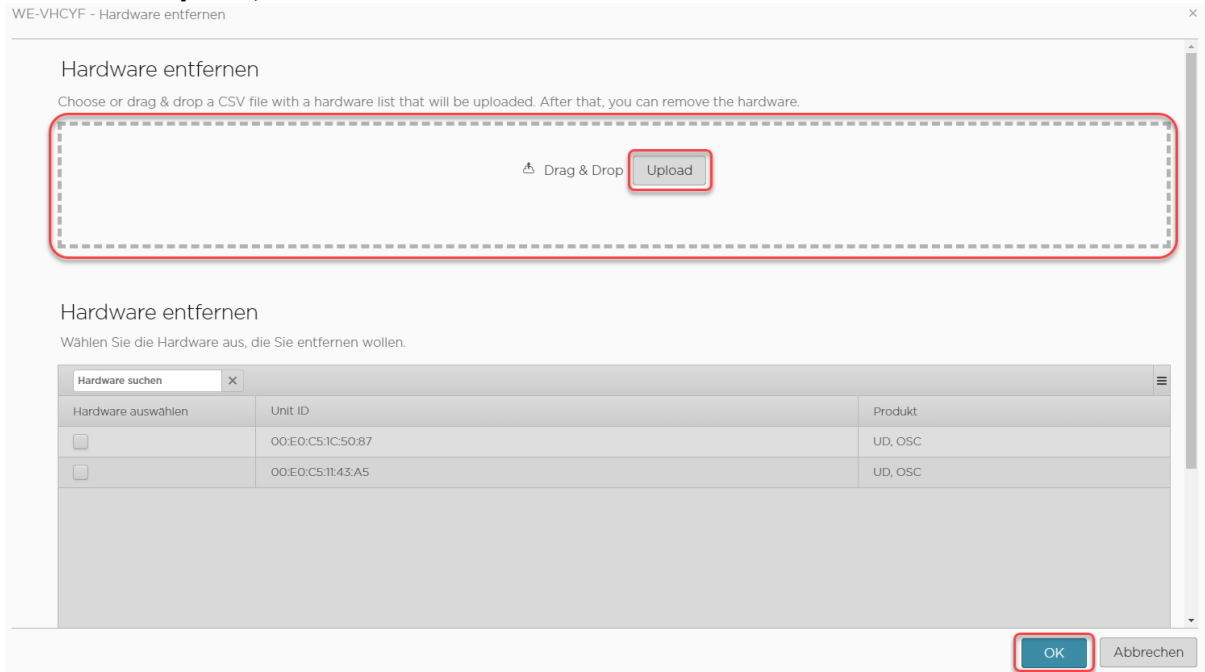 WE-VHCYF - Hardware entfernen
Hardware entfernen
Choose or drag & drop a CSV file with a hardware list that will be uploaded. After that, you can remove the hardware.
Drag & Drop Upload
Hardware entfernen
Wählen Sie die Hardware aus, die Sie entfernen wollen.
Hardware suchen
Hardware auswählen Unit ID Produkt
00:E0:C5:1C:50:87 UD, OSC
00:E0:C5:11:43:A5 UD, OSC
OK Abbrechen